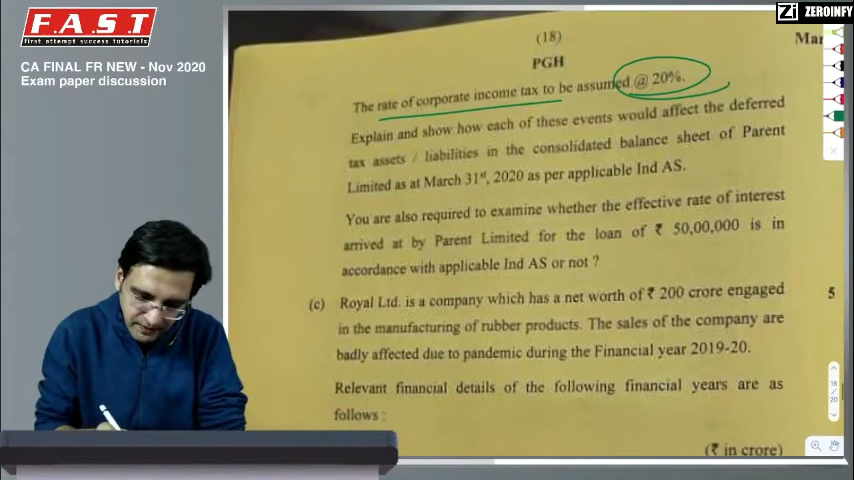 F.A.S.T
first attempt success tutorials
CA FINAL FR NEW - Nov 2020
Exam paper discussion
Zi ZEROINFY
(18)
Mar
PGH
The rate of corporate income tax to be assumed @ 20%.
Explain and show how each of these events would affect the deferred
tax assets / liabilities in the consolidated balance sheet of Parent
Limited as at March 31st, 2020 as per applicable Ind AS.
You are also required to examine whether the effective rate of interest
arrived at by Parent Limited for the loan of ₹ 50,00,000 is in
accordance with applicable Ind AS or not ?
(c) Royal Ltd. is a company which has a net worth of ₹ 200 crore engaged 5
in the manufacturing of rubber products. The sales of the company are
badly affected due to pandemic during the Financial year 2019-20.
Relevant financial details of the following financial years are as
follows :
(₹ in crore)
18
/
20